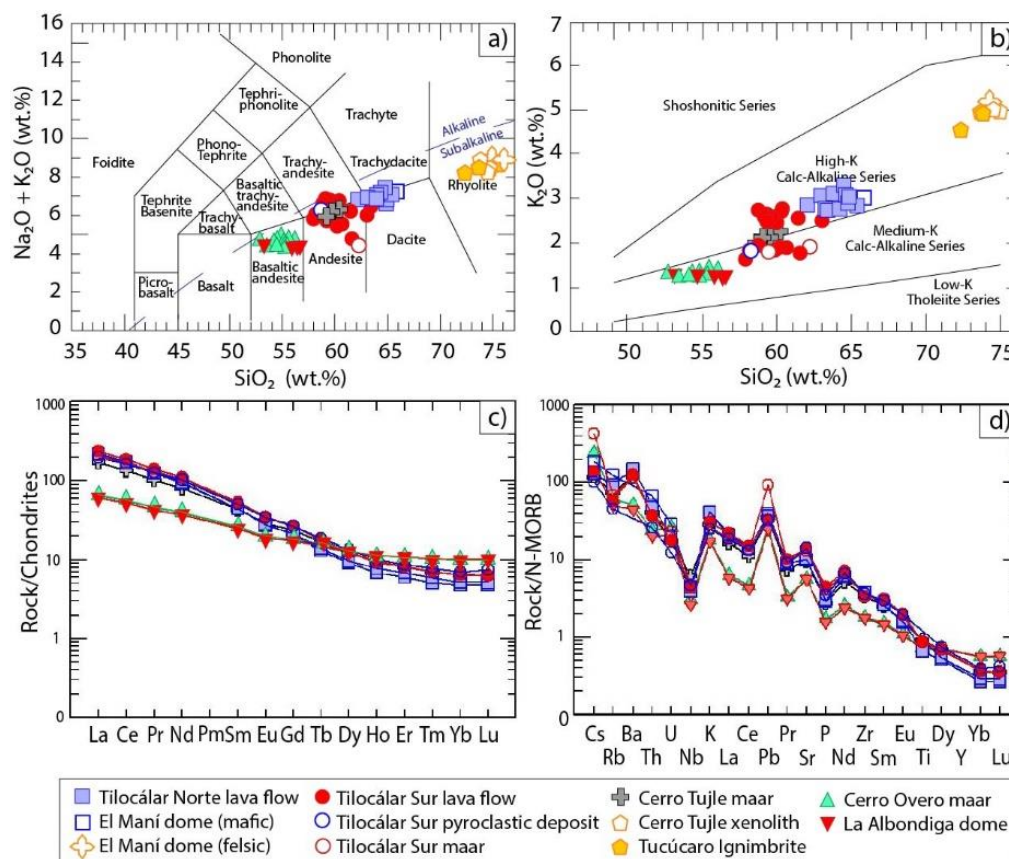 a)
16
14
12
10
8
6
4
2
0
Na₂O + K₂O (wt.%)
Phonolite
Tephri-
phonolite
Trachyte
Phono-
Tephrite
Foidite
Trachy-
andesite
Trachydacite
Alkaline
Subalkaline
Rhyolite
Basaltic
trachy-
andesite
Tephrite
Basenite
Trachy-
basalt
Dacite
Andesite
Basaltic
andesite
Basalt
Picro-
basalt
35 40 45 50 55 60 65 70 75
SiO₂ (wt.%)
b)
7
6
5
4
3
2
1
0
K₂O (wt.%)
Shoshonitic Series
High-K
Calc-Alkaline Series
Medium-K
Calc-Alkaline Series
Low-K
Tholeiite Series
50 55 60 65 70 75
SiO₂ (wt.%)
c)
1000
100
10
1
0
Rock/Chondrites
La Ce Pr Nd Pm Sm Eu Gd Tb Dy Ho Er Tm Yb Lu
d)
1000
100
10
1
0
Rock/N-MORB
Cs Ba U K Ce Pr P Zr Eu Dy Yb
Rb Th Nb La Pb Sr Nd Sm Ti Y Lu
Tilocálar Norte lava flow
El Maní dome (mafic)
El Maní dome (felsic)
Tilocálar Sur lava flow
Tilocálar Sur pyroclastic deposit
Tilocálar Sur maar
Cerro Tujle maar
Cerro Tujle xenolith
Tucúcaro Ignimbrite
Cerro Overo maar
La Albondiga dome